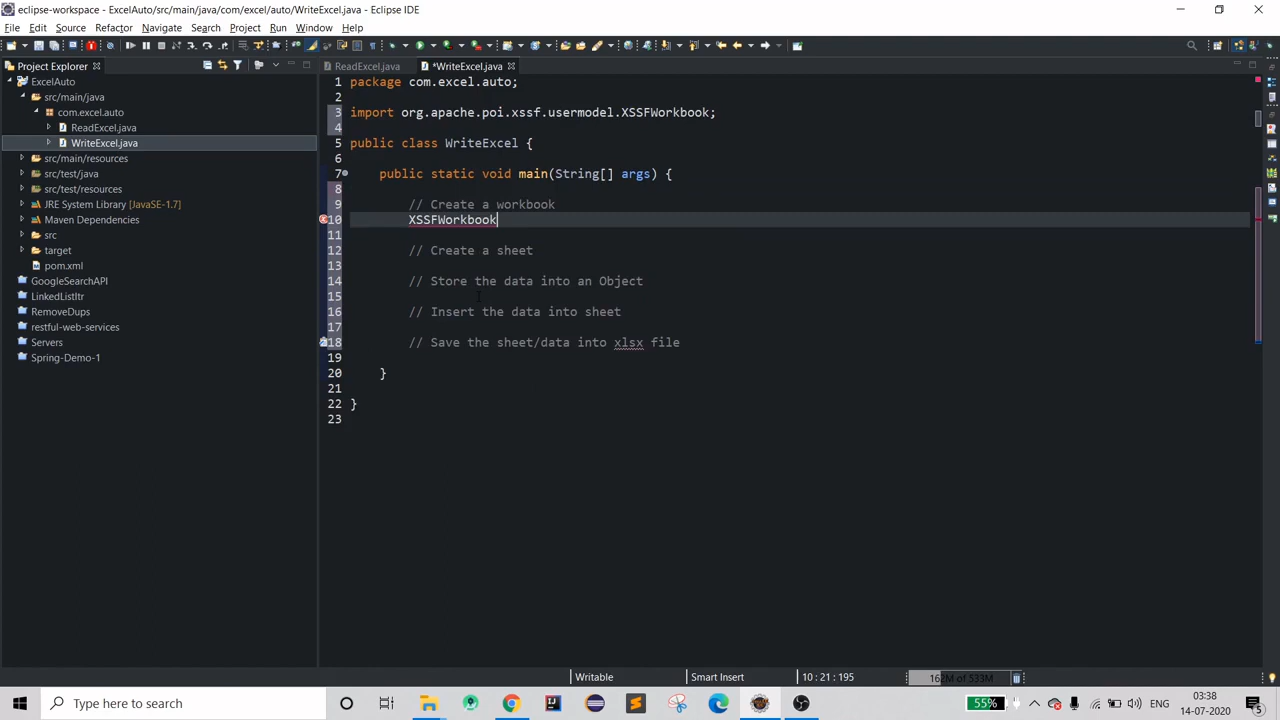 eclipse-workspace - ExcelAuto/src/main/java/com/excel/auto/WriteExcel.java - Eclipse IDE
File Edit Source Refactor Navigate Search Project Run Window Help
Project Explorer
ReadExcel.java
*WriteExcel.java
ExcelAuto
src/main/java
com.excel.auto
ReadExcel.java
WriteExcel.java
src/main/resources
src/test/java
src/test/resources
JRE System Library [JavaSE-1.7]
Maven Dependencies
src
target
pom.xml
GoogleSearchAPI
LinkedListItr
RemoveDups
restful-web-services
Servers
Spring-Demo-1
1 package com.excel.auto;
2
3 import org.apache.poi.xssf.usermodel.XSSFWorkbook;
4
5 public class WriteExcel {
6
7 public static void main(String[] args) {
8
9 // Create a workbook
10 XSSFWorkbook
11
12 // Create a sheet
13
14 // Store the data into an Object
15
16 // Insert the data into sheet
17
18 // Save the sheet/data into xlsx file
19
20 }
21
22 }
23
Writable
Smart Insert
10 : 21 : 195
162M of 533M
Type here to search
55%
ENG
03:38
14-07-2020
5